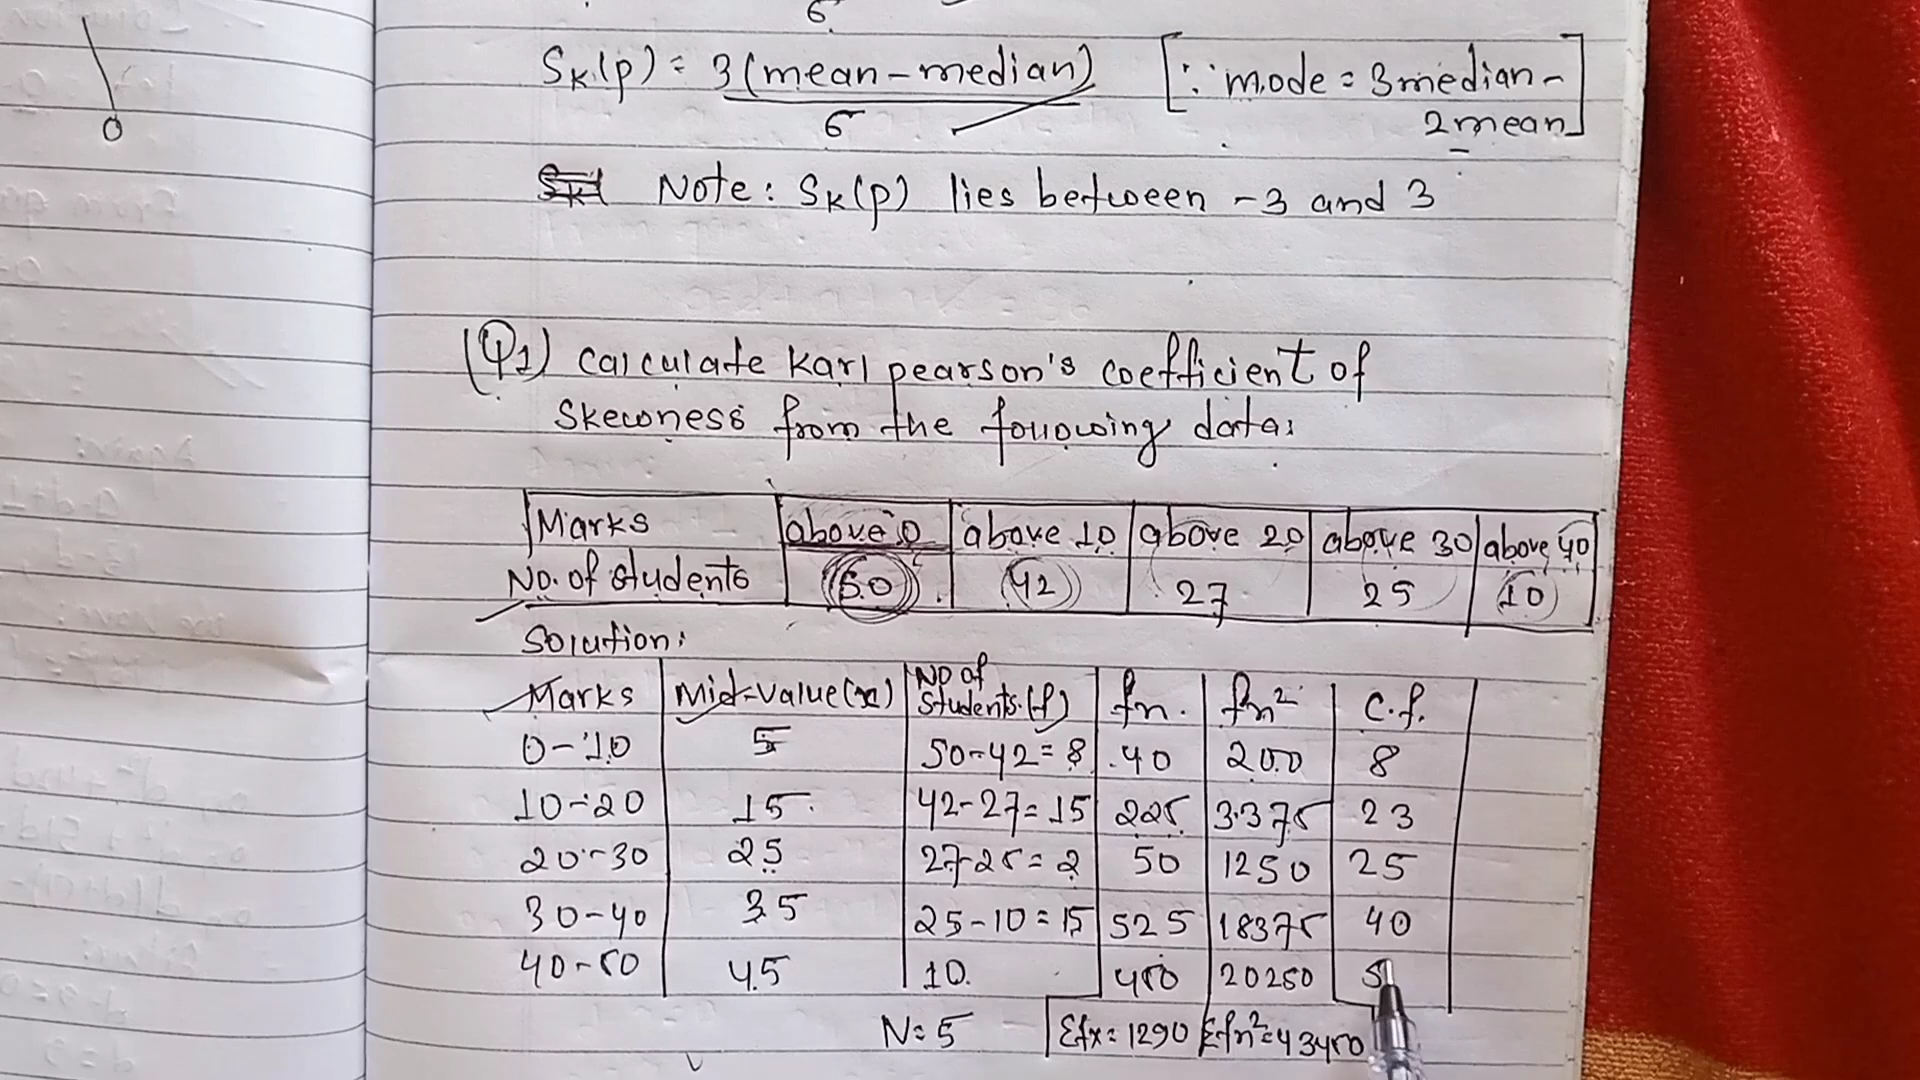 σ
Sk(p) = 3(mean-median) [∵ mode = 3median-
σ 2mean]
Note: Sk(p) lies between -3 and 3
(Q1) Calculate Karl pearson's coefficient of
Skewness from the following data:
Marks above 0 above 10 above 20 above 30 above 40
No. of students 50 42 27 25 10
Solution:
Marks Mid-value(x) No of Students (f) fx fx² C.f.
0-10 5 50-42=8 40 200 8
10-20 15 42-27=15 225 3375 23
20-30 25 27-25=2 50 1250 25
30-40 35 25-10=15 525 18375 40
40-50 45 10 450 20250 5
N=5 Σfx=1290 Σfx²=43450